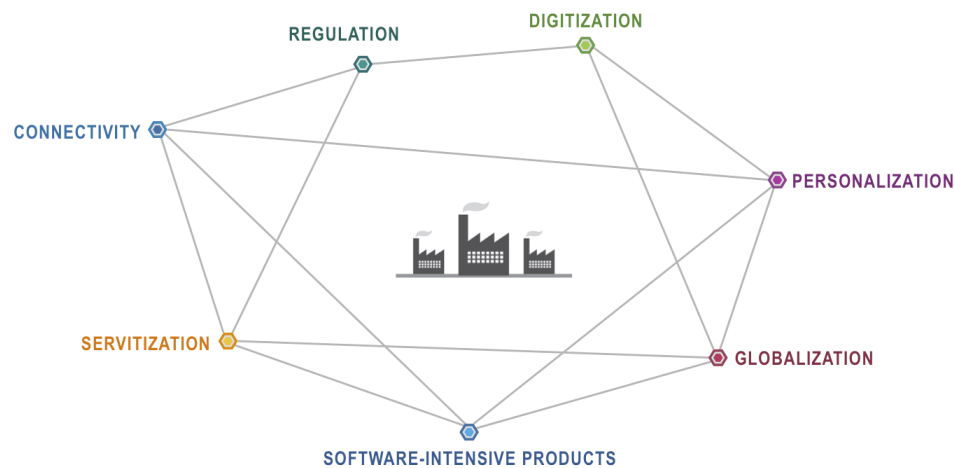 DIGITIZATION
REGULATION
CONNECTIVITY
PERSONALIZATION
SERVITIZATION
GLOBALIZATION
SOFTWARE-INTENSIVE PRODUCTS